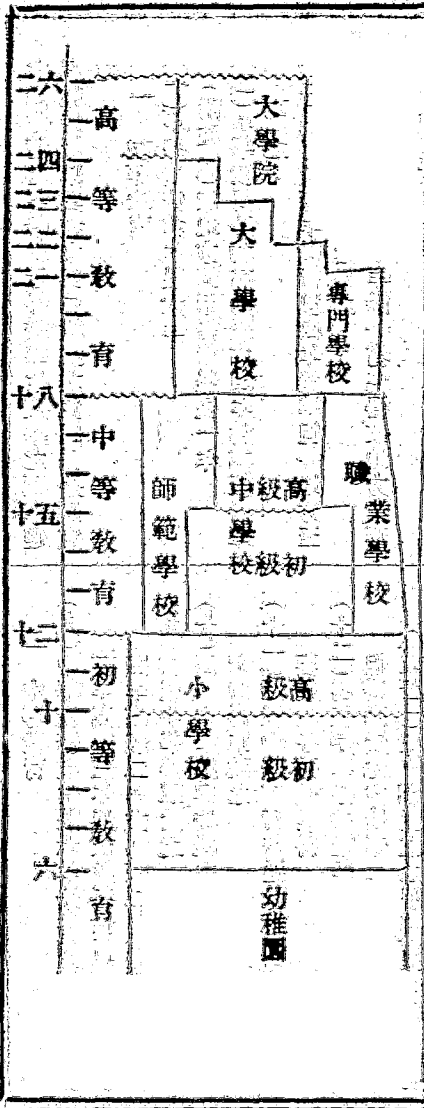 二六
二四
二三
二二
二一
十八
十五
十二
十
六
高等教育
中等教育
初等教育
大學院
大學校
專門學校
師範學校
中學校
高級
初級
職業學校
小學校
高級
初級
幼稚園